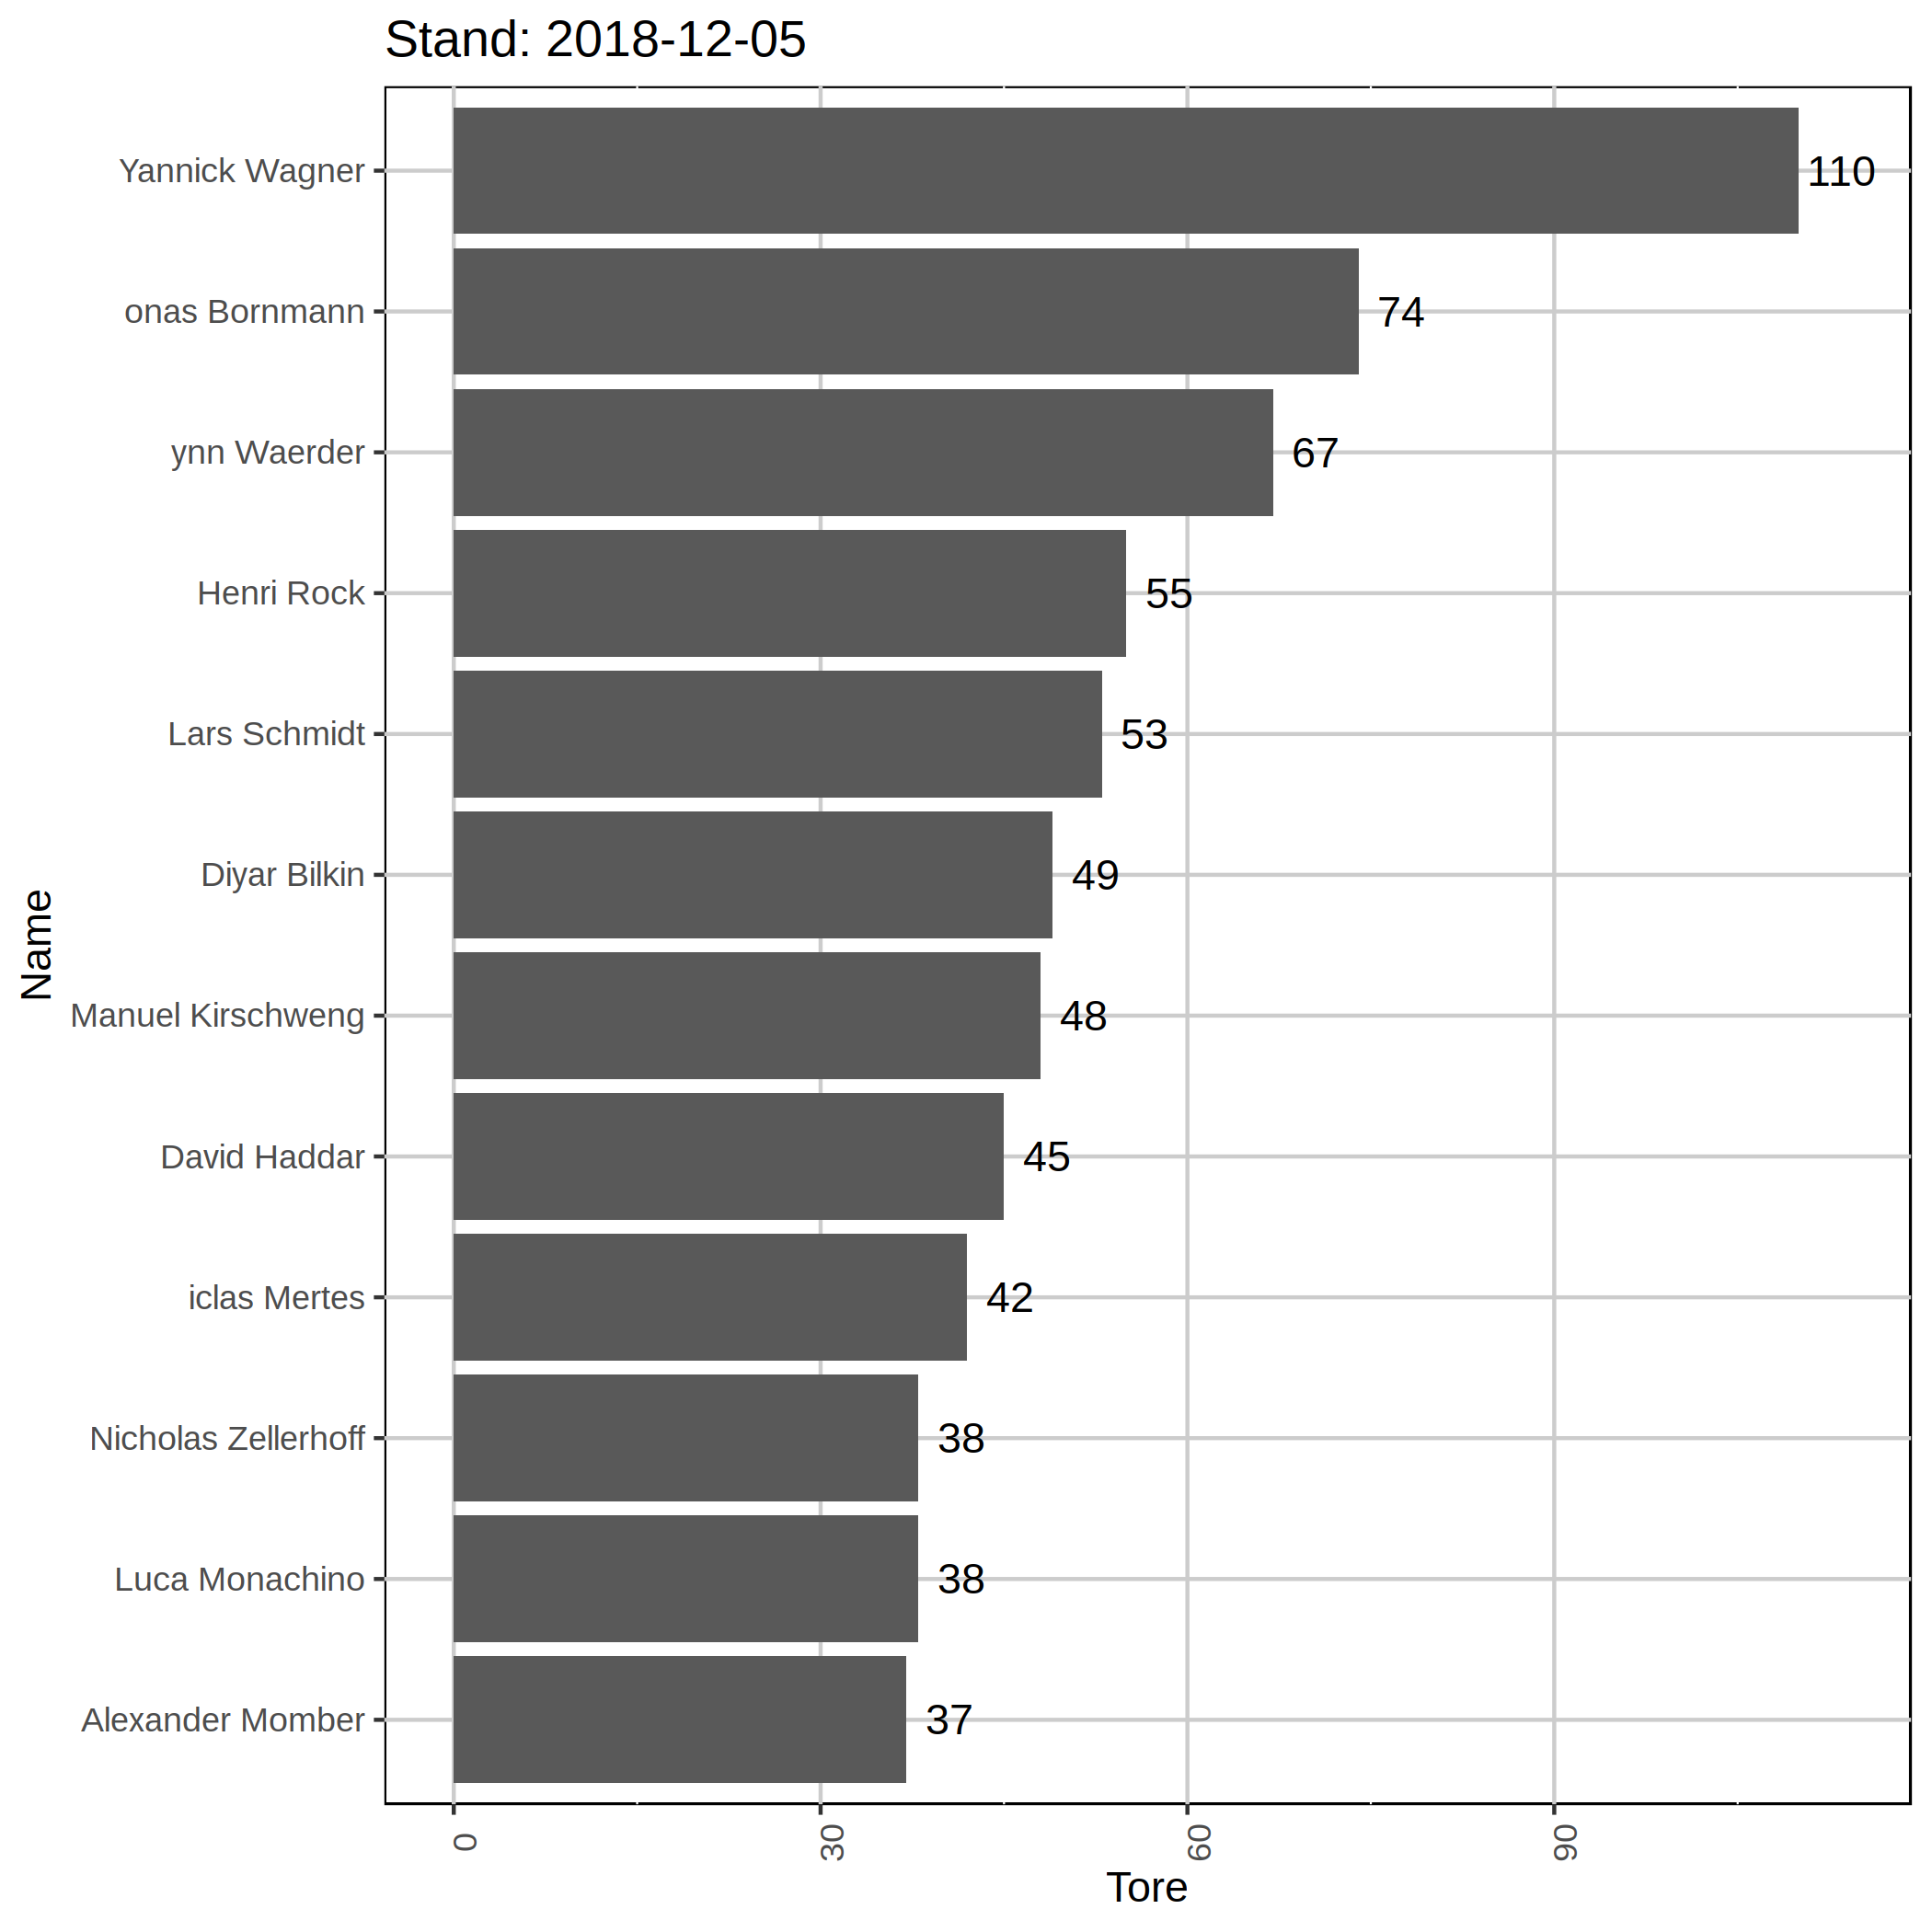 Stand: 2018-12-05
Name
Yannick Wagner 110
onas Bornmann 74
ynn Waerder 67
Henri Rock 55
Lars Schmidt 53
Diyar Bilkin 49
Manuel Kirschweng 48
David Haddar 45
iclas Mertes 42
Nicholas Zellerhoff 38
Luca Monachino 38
Alexander Momber 37
0 30 60 90
Tore